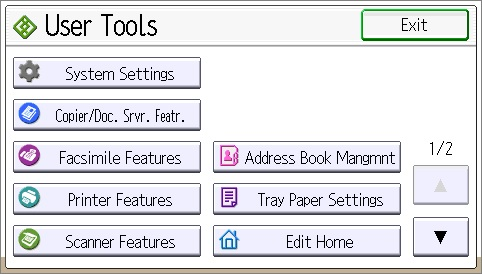 User Tools
Exit
System Settings
Copier/Doc. Srvr. Featr.
Facsimile Features
Address Book Mangmnt
1/2
Printer Features
Tray Paper Settings
Scanner Features
Edit Home